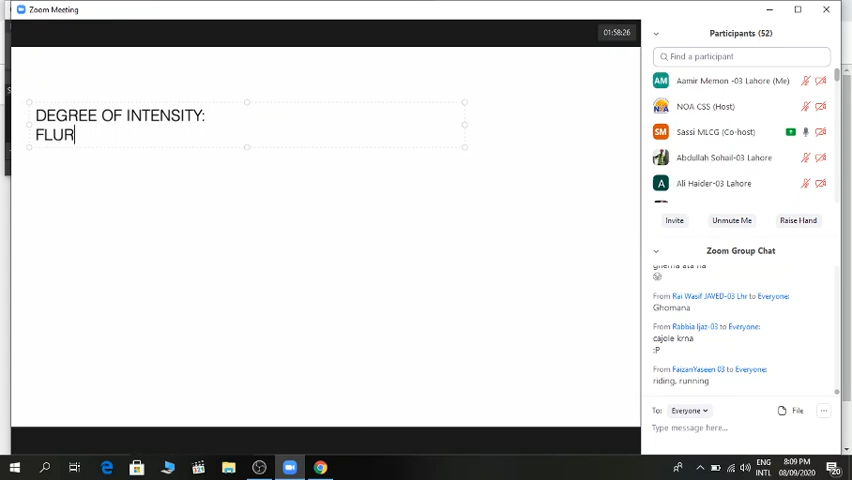 Zoom Meeting
01:58:26
DEGREE OF INTENSITY:
FLUR
Participants (52)
Find a participant
AM Aamir Memon -03 Lahore (Me)
NOA CSS (Host)
SM Sassi MLCG (Co-host)
Abdullah Sohail-03 Lahore
A Ali Haider-03 Lahore
Invite Unmute Me Raise Hand
Zoom Group Chat
From Rai Wasif JAVED-03 Lhr to Everyone:
Ghomana
From Rabbia Ijaz-03 to Everyone:
cajole krna
:P
From FaizanYaseen 03 to Everyone:
riding, running
To: Everyone File ...
Type message here...
ENG
INTL
8:09 PM
08/09/2020
20